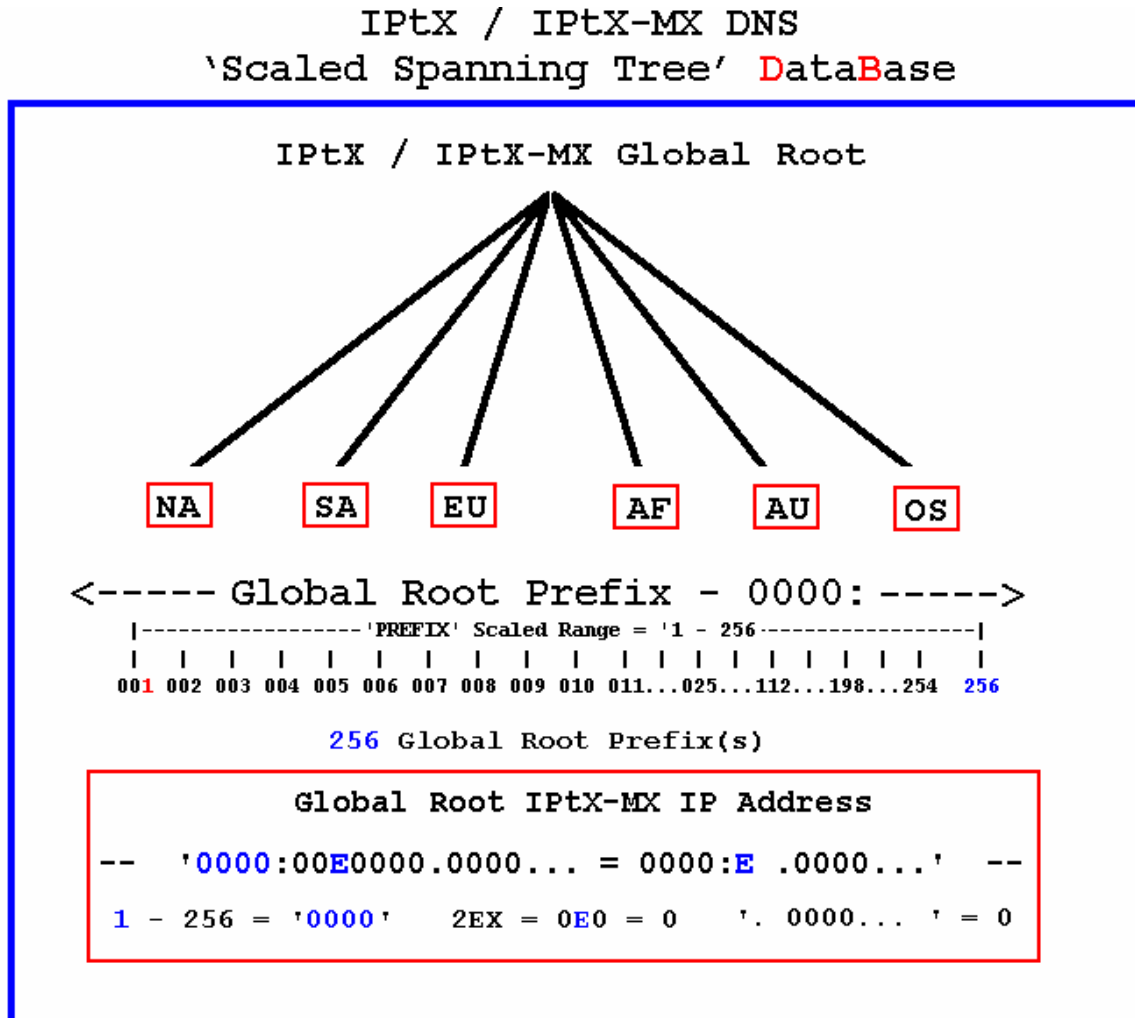 IPtX / IPtX-MX DNS
‘Scaled Spanning Tree’ DataBase
IPtX / IPtX-MX Global Root
NA SA EU AF AU OS
<----- Global Root Prefix - 0000: ----->
|------------------'PREFIX' Scaled Range = '1 - 256------------------|
| | | | | | | | | | | | | | | | | |
001 002 003 004 005 006 007 008 009 010 011...025...112...198...254 256
256 Global Root Prefix(s)
Global Root IPtX-MX IP Address
-- '0000:00E0000.0000... = 0000:E .0000...' --
1 - 256 = '0000' 2EX = 0E0 = 0 '. 0000... ' = 0